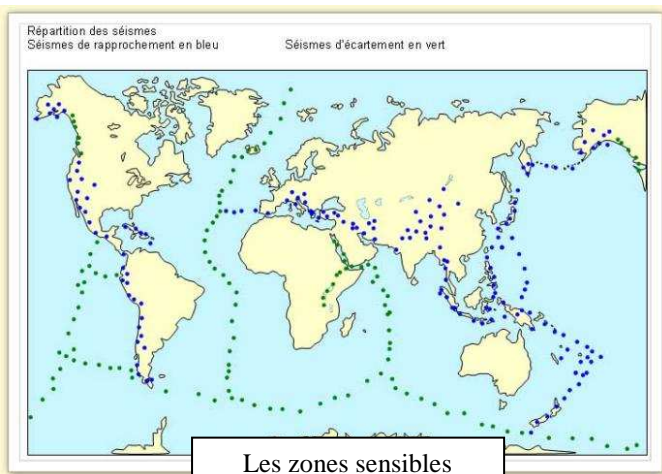 Répartition des séismes
Séismes de rapprochement en bleu Séismes d'écartement en vert
Les zones sensibles